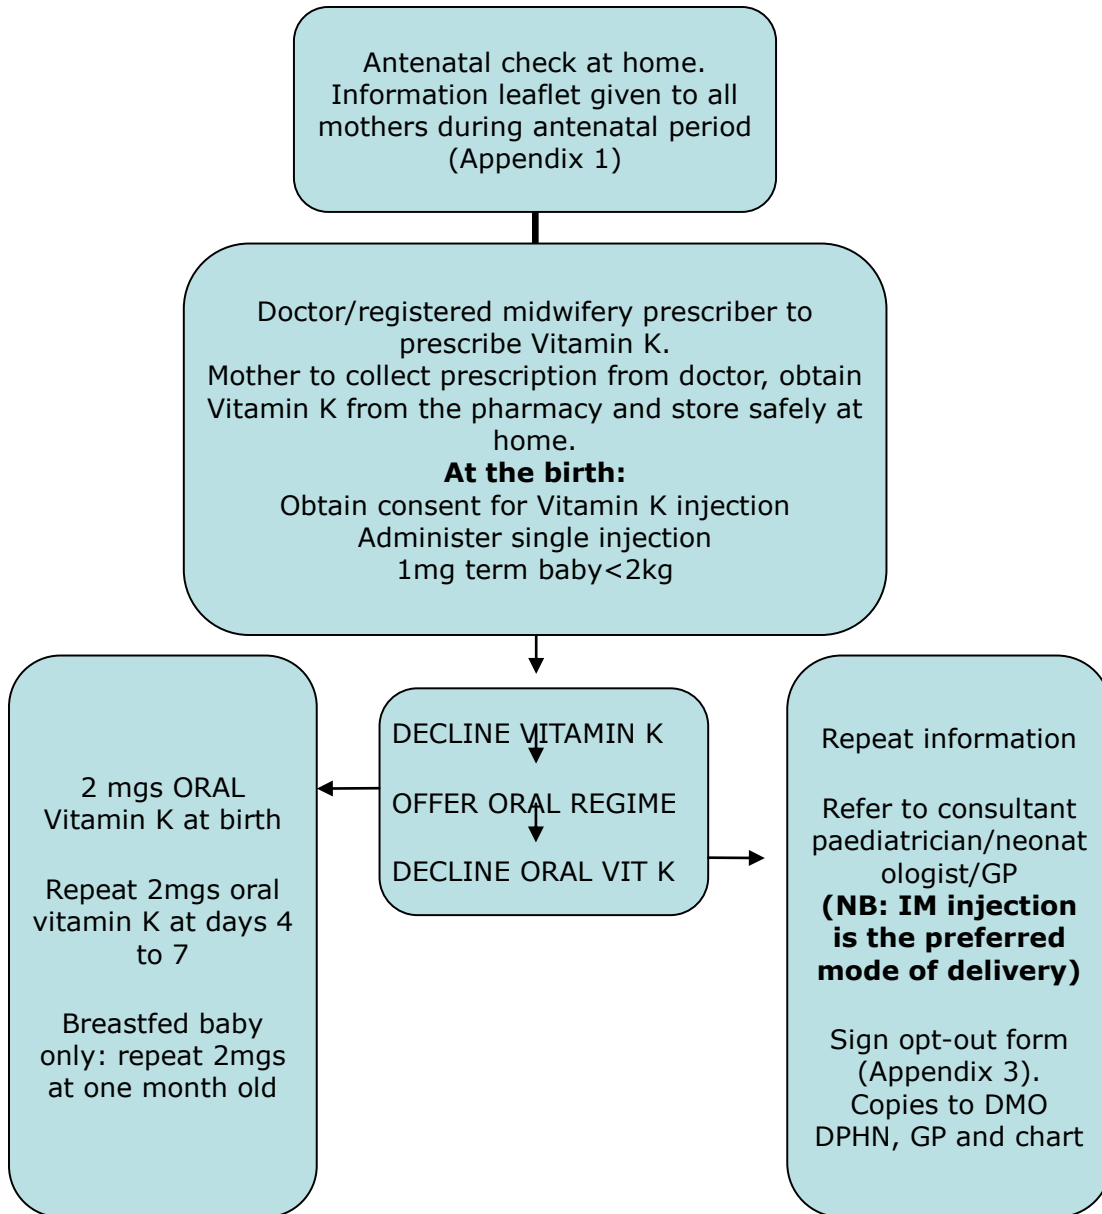 Antenatal check at home.
Information leaflet given to all
mothers during antenatal period
(Appendix 1)
Doctor/registered midwifery prescriber to
prescribe Vitamin K.
Mother to collect prescription from doctor, obtain
Vitamin K from the pharmacy and store safely at
home.
At the birth:
Obtain consent for Vitamin K injection
Administer single injection
1mg term baby<2kg
DECLINE VITAMIN K
OFFER ORAL REGIME
DECLINE ORAL VIT K
2 mgs ORAL
Vitamin K at birth
Repeat 2mgs oral
vitamin K at days 4
to 7
Breastfed baby
only: repeat 2mgs
at one month old
Repeat information
Refer to consultant
paediatrician/neonat
ologist/GP
(NB: IM injection
is the preferred
mode of delivery)
Sign opt-out form
(Appendix 3).
Copies to DMO
DPHN, GP and chart